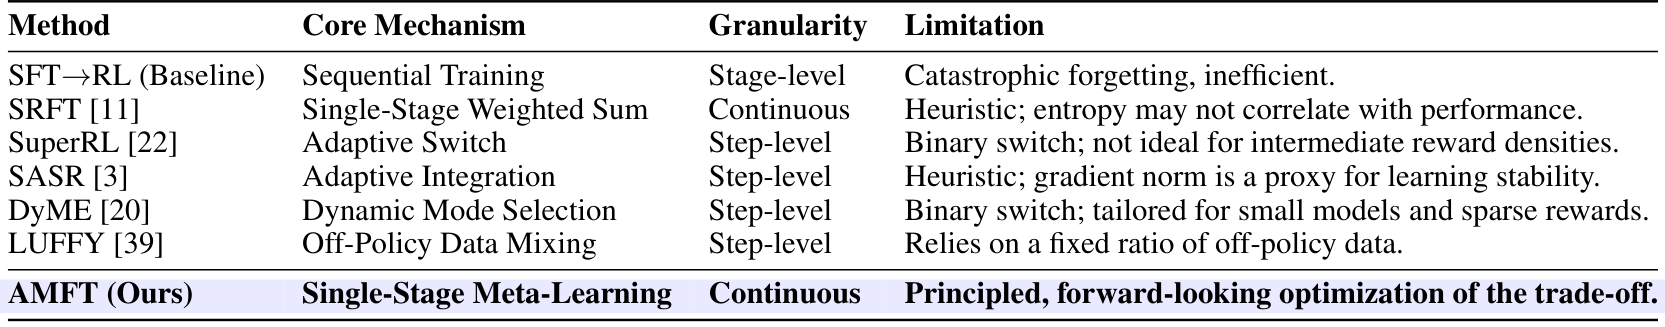 Method Core Mechanism Granularity Limitation
SFT→RL (Baseline) Sequential Training Stage-level Catastrophic forgetting, inefficient.
SRFT [11] Single-Stage Weighted Sum Continuous Heuristic; entropy may not correlate with performance.
SuperRL [22] Adaptive Switch Step-level Binary switch; not ideal for intermediate reward densities.
SASR [3] Adaptive Integration Step-level Heuristic; gradient norm is a proxy for learning stability.
DyME [20] Dynamic Mode Selection Step-level Binary switch; tailored for small models and sparse rewards.
LUFFY [39] Off-Policy Data Mixing Step-level Relies on a fixed ratio of off-policy data.
AMFT (Ours) Single-Stage Meta-Learning Continuous Principled, forward-looking optimization of the trade-off.